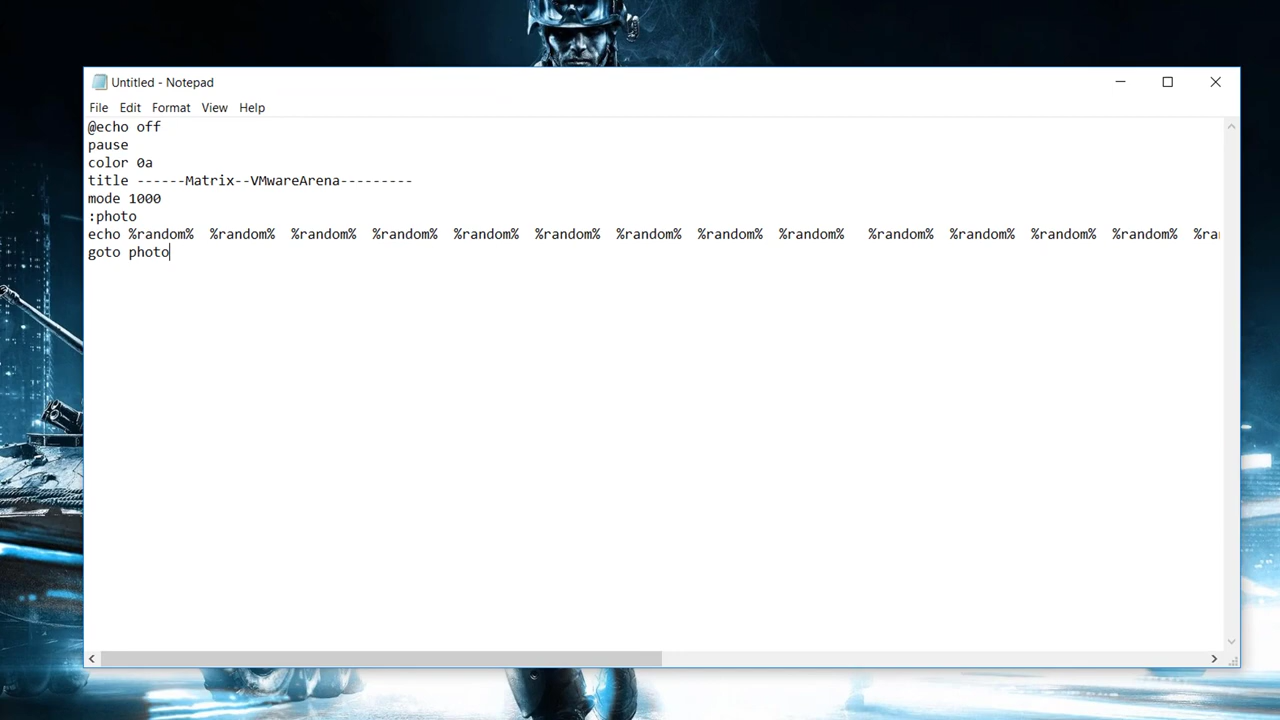 Untitled - Notepad
File Edit Format View Help
@echo off
pause
color 0a
title ------Matrix--VMwareArena---------
mode 1000
:photo
echo %random%  %random%  %random%  %random%  %random%  %random%  %random%  %random%  %random%   %random%  %random%  %random%  %random%  %ra
goto photo